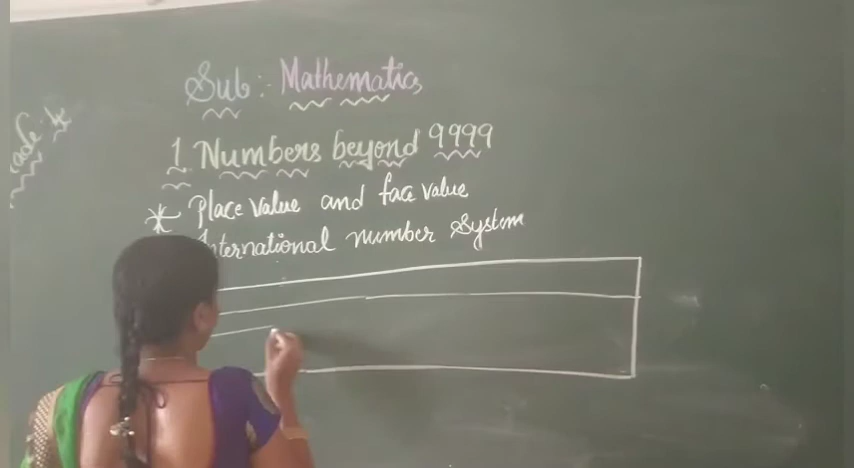 Sub: Mathematics
1. Numbers beyond 9999
* Place value and face value
International number System